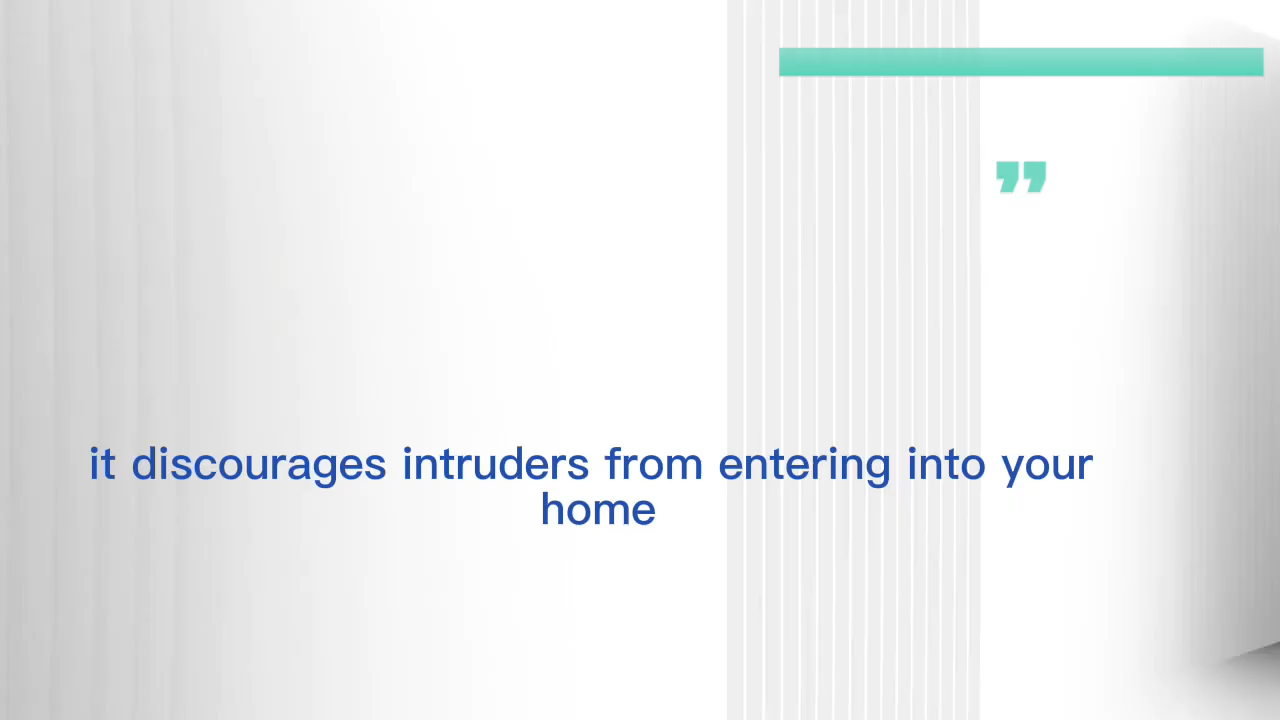 ”
it discourages intruders from entering into your
home